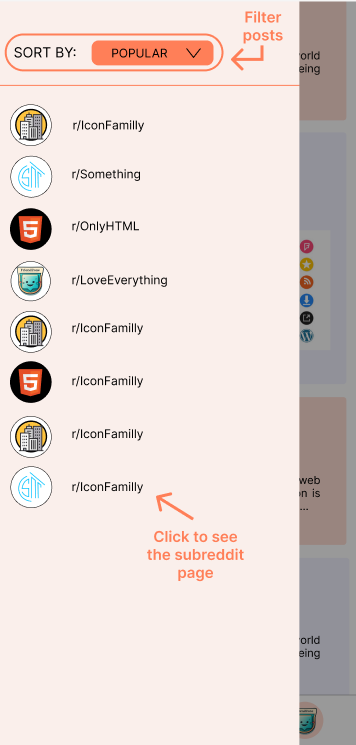 Filter
posts
SORT BY: POPULAR
r/IconFamilly
r/Something
r/OnlyHTML
r/LoveEverything
r/IconFamilly
r/IconFamilly
r/IconFamilly
r/IconFamilly
Click to see
the subreddit
page
orld
eing
web
n is
...
orld
eing